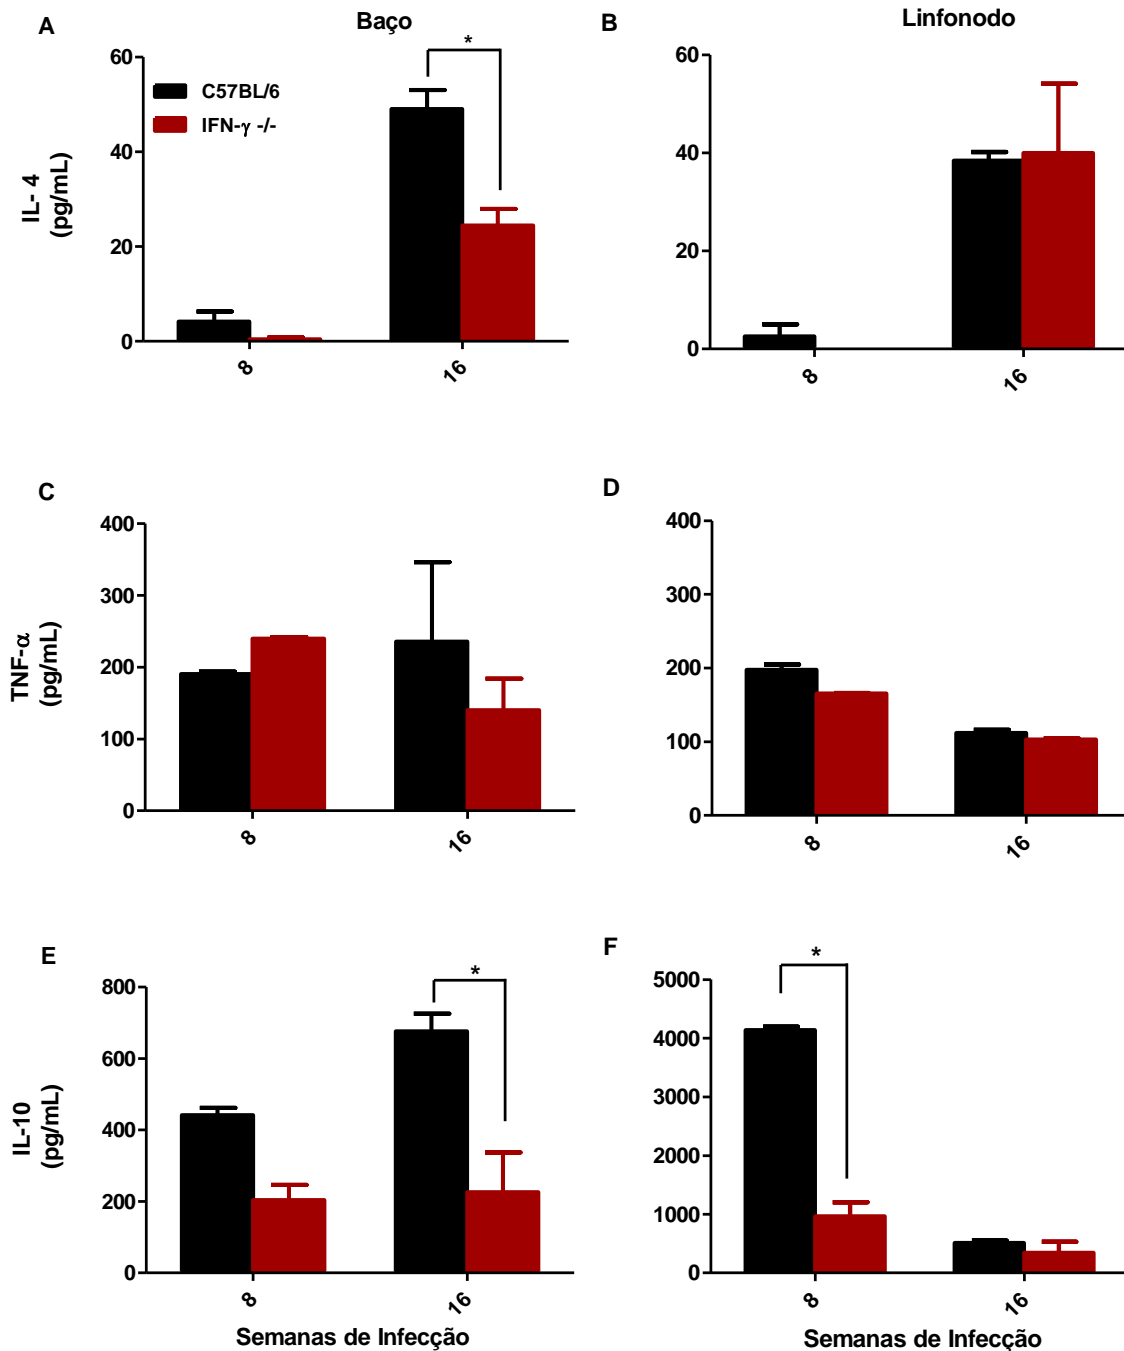 A
Baço
B
Linfonodo
*
C57BL/6
IFN-γ -/-
IL- 4
(pg/mL)
60
40
20
0
8
16
60
40
20
0
8
16
C
D
TNF-α
(pg/mL)
400
300
200
100
0
8
16
400
300
200
100
0
8
16
E
F
*
*
IL-10
(pg/mL)
800
600
400
200
0
8
16
5000
4000
3000
2000
1000
0
8
16
Semanas de Infecção
Semanas de Infecção